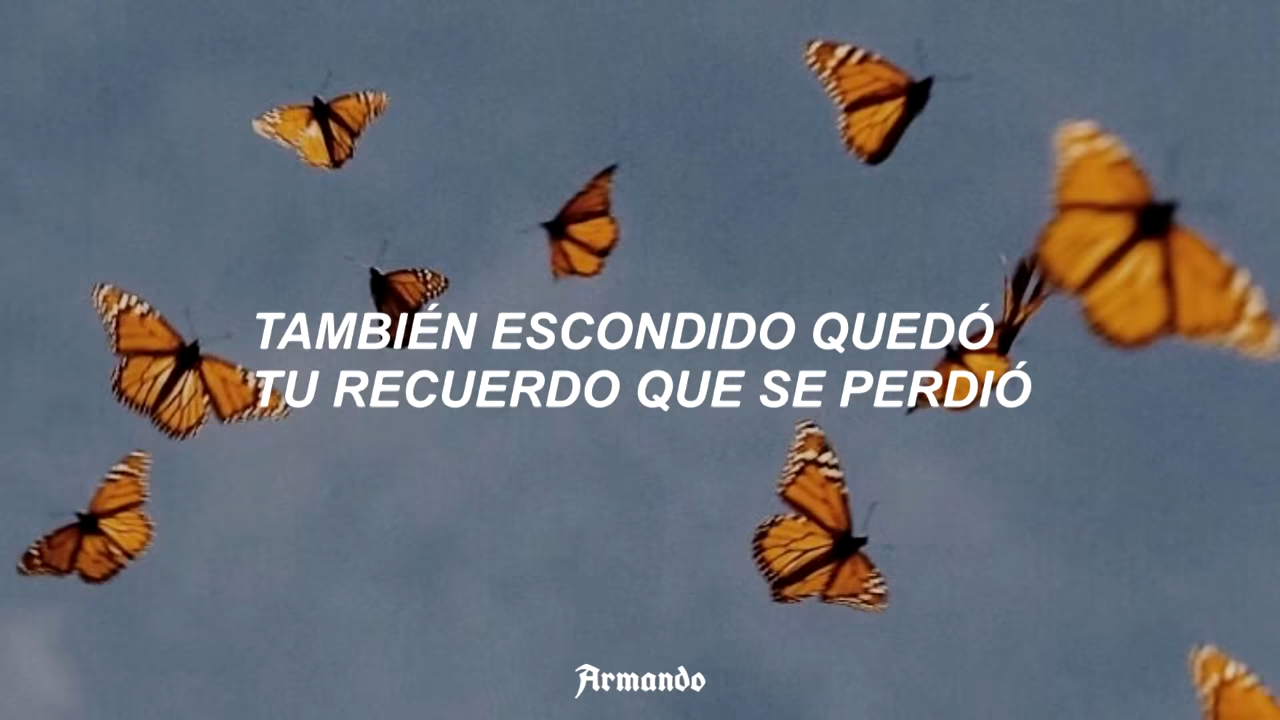 TAMBIÉN ESCONDIDO QUEDÓ
TU RECUERDO QUE SE PERDIÓ
Armando